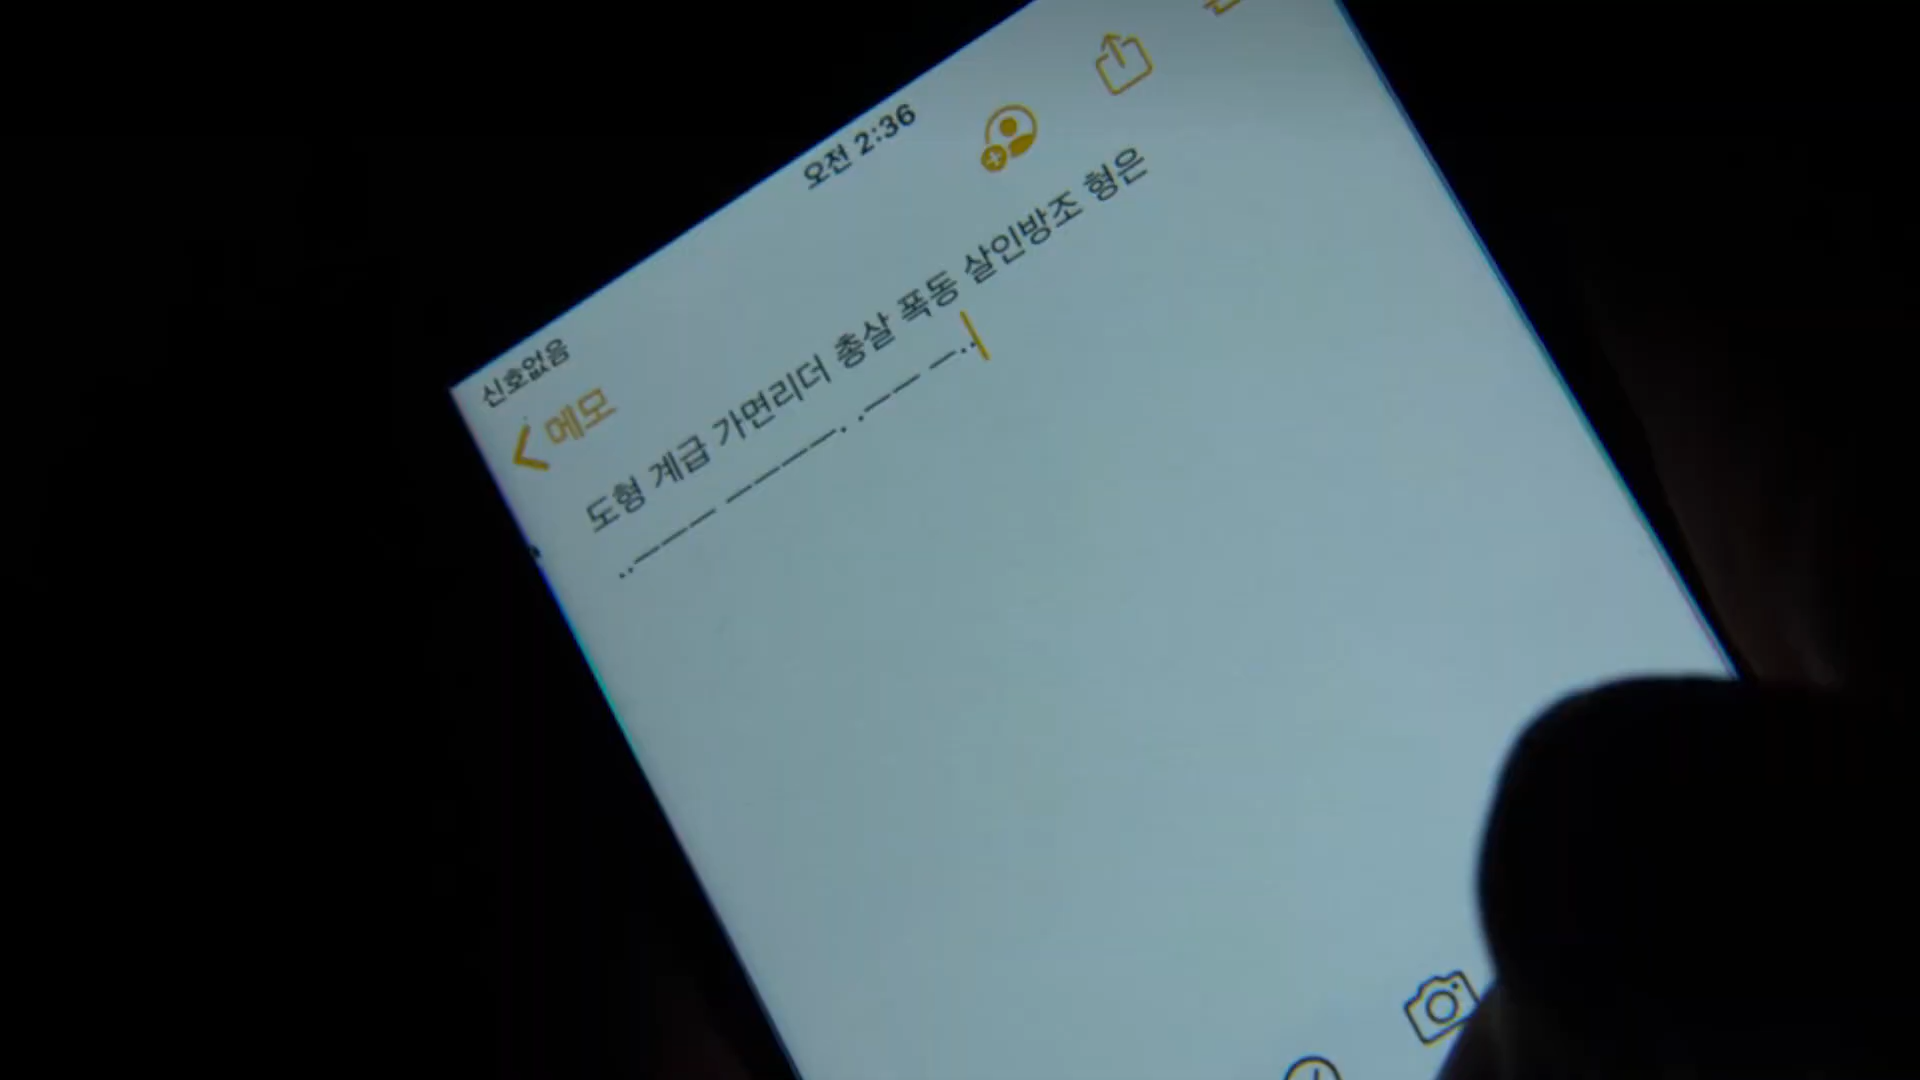 오전 2:36
신호없음
메모
도형 계급 가면리더 총살 폭동 살인방조 형은
..——— ————. .—— —..